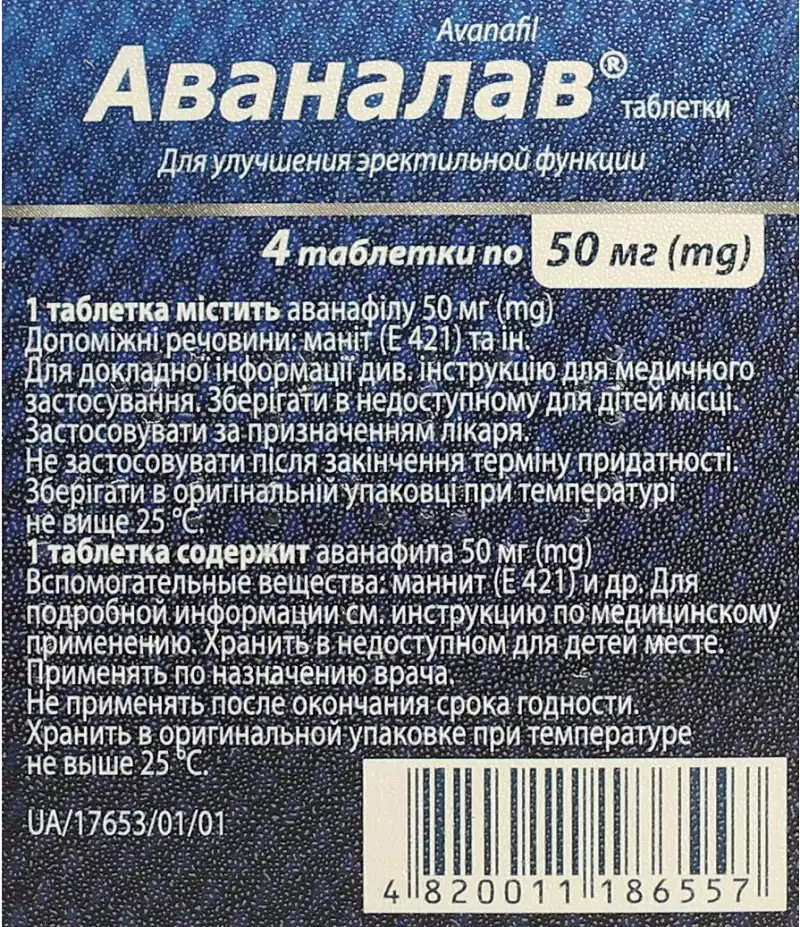 Avanafil
Аваналав®
таблетки
Для улучшения эректильной функции
4 таблетки по 50 мг (mg)
1 таблетка містить аванафілу 50 мг (mg)
Допоміжні речовини: маніт (Е 421) та ін.
Для докладної інформації див. інструкцію для медичного
застосування. Зберігати в недоступному для дітей місці.
Застосовувати за призначенням лікаря.
Не застосовувати після закінчення терміну придатності.
Зберігати в оригінальній упаковці при температурі
не вище 25 °С.
1 таблетка содержит аванафила 50 мг (mg)
Вспомогательные вещества: маннит (Е 421) и др. Для
подробной информации см. инструкцию по медицинскому
применению. Хранить в недоступном для детей месте.
Применять по назначению врача.
Не применять после окончания срока годности.
Хранить в оригинальной упаковке при температуре
не выше 25 °С.
UA/17653/01/01
4 820011 186557